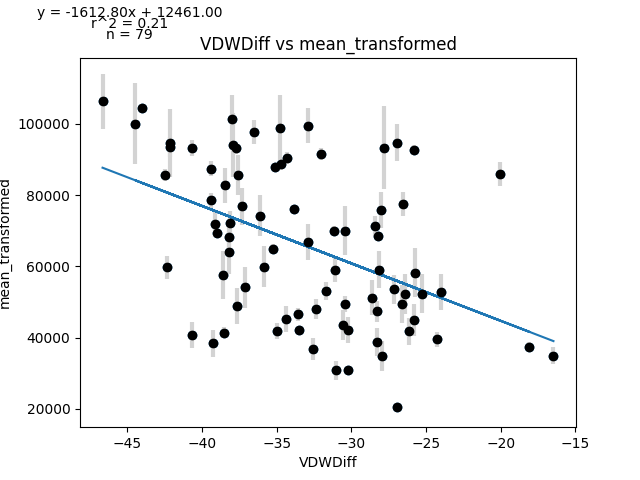 y = -1612.80x + 12461.00
r^2 = 0.21
n = 79
VDWDiff vs mean_transformed
mean_transformed
100000
80000
60000
40000
20000
−45 −40 −35 −30 −25 −20 −15
VDWDiff